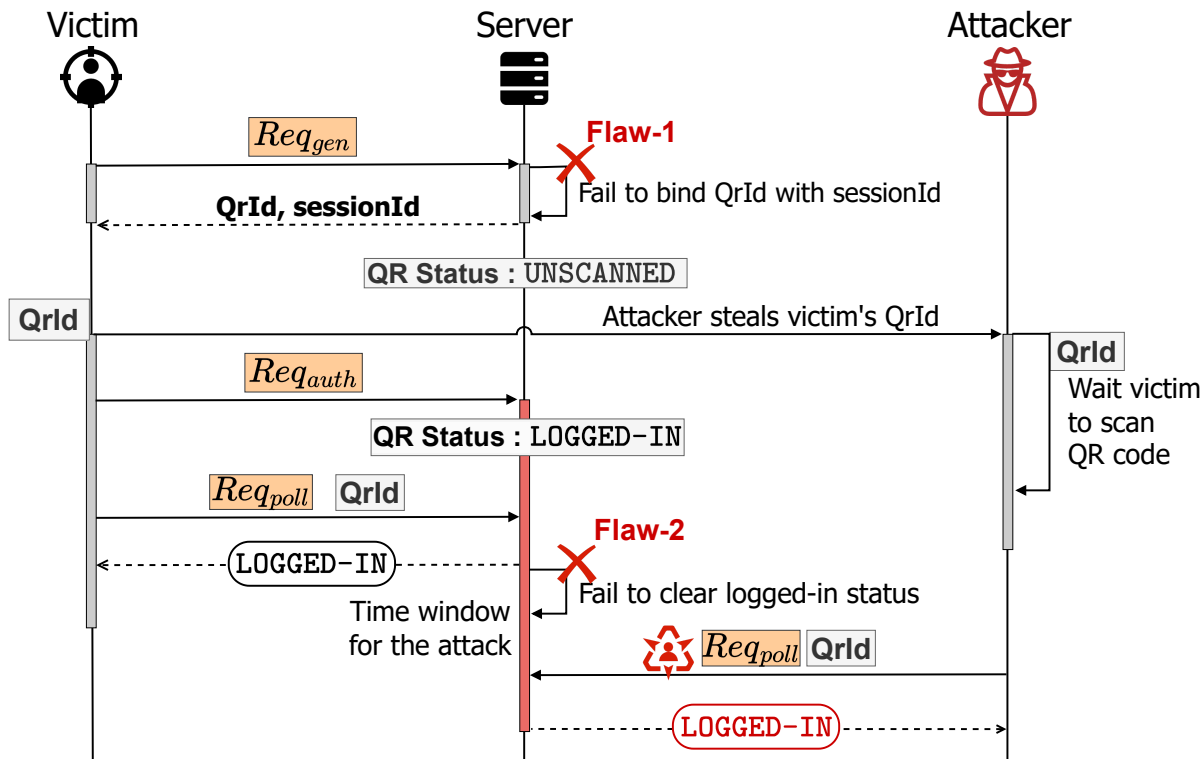 Victim
Server
Attacker
Req_gen
Flaw-1
Fail to bind QrId with sessionId
QrId, sessionId
QR Status : UNSCANNED
QrId
Attacker steals victim's QrId
QrId
Req_auth
Wait victim
to scan
QR code
QR Status : LOGGED-IN
Req_poll QrId
Flaw-2
LOGGED-IN
Fail to clear logged-in status
Time window
for the attack
Req_poll QrId
LOGGED-IN